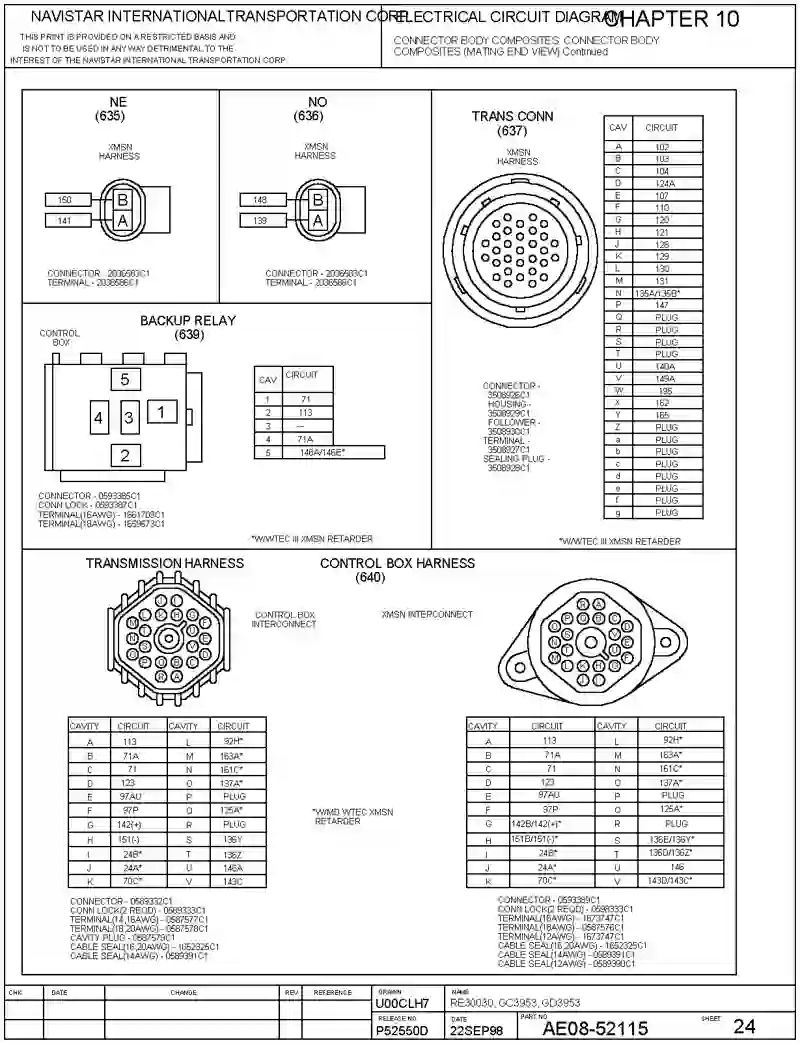 NAVISTAR INTERNATIONAL TRANSPORTATION CORP
THIS PRINT IS PROVIDED ON A RESTRICTED BASIS AND
IS NOT TO BE USED IN ANY WAY DETRIMENTAL TO THE
INTEREST OF THE NAVISTAR INTERNATIONAL TRANSPORTATION CORP
ELECTRICAL CIRCUIT DIAGRAM
CHAPTER 10
CONNECTOR BODY COMPOSITES CONNECTOR BODY
COMPOSITES (MATING END VIEW) Continued
NE
(635)
XMSN
HARNESS
150 B
141 A
CONNECTOR - 2036583C1
TERMINAL - 2036586C1
NO
(636)
XMSN
HARNESS
148 B
139 A
CONNECTOR - 2036583C1
TERMINAL - 2036586C1
TRANS CONN
(637)
XMSN
HARNESS
CONNECTOR -
3508926C1
HOUSING -
3508929C1
FOLLOWER -
3508930C1
TERMINAL -
3508927C1
SEALING PLUG -
3508928C1
CAV CIRCUIT
A 102
B 103
C 104
D 124A
E 107
F 110
G 120
H 121
J 128
K 129
L 130
M 131
N 135A/135B*
P 147
Q PLUG
R PLUG
S PLUG
T PLUG
U 140A
V 149A
W 195
X 162
Y 165
Z PLUG
a PLUG
b PLUG
c PLUG
d PLUG
e PLUG
f PLUG
g PLUG
*W/WTEC III XMSN RETARDER
BACKUP RELAY
(639)
CONTROL
BOX
5
4 3 1
2
CAV CIRCUIT
1 71
2 113
3 ---
4 71A
5 146A/146E*
CONNECTOR - 0593385C1
CONN LOCK - 0593387C1
TERMINAL(16AWG) - 1661703C1
TERMINAL(18AWG) - 1659673C1
*W/WTEC III XMSN RETARDER
TRANSMISSION HARNESS
CONTROL BOX HARNESS
(640)
CONTROL BOX
INTERCONNECT
XMSN INTERCONNECT
CAVITY CIRCUIT CAVITY CIRCUIT
A 113 L 92H*
B 71A M 163A*
C 71 N 161C*
D 123 O 137A*
E 97AU P PLUG
F 97P Q 125A*
G 142(+) R PLUG
H 151(-) S 136Y
I 24B* T 136Z
J 24A* U 146A
K 70C* V 143C
*W/MD WTEC XMSN
RETARDER
CAVITY CIRCUIT CAVITY CIRCUIT
A 113 L 92H*
B 71A M 163A*
C 71 N 161C*
D 123 O 137A*
E 97AU P PLUG
F 97P Q 125A*
G 142B/142(+)* R PLUG
H 151B/151(-)* S 136E/136Y*
I 24B* T 136D/136Z*
J 24A* U 146
K 70C* V 143D/143C*
CONNECTOR - 0589332C1
CONN LOCK(2 REQD) - 0589333C1
TERMINAL(14,16AWG) - 0587577C1
TERMINAL(18,20AWG) - 0587578C1
CAVITY PLUG - 0587579C1
CABLE SEAL(16,20AWG) - 1652325C1
CABLE SEAL(14AWG) - 0589391C1
CONNECTOR - 0593389C1
CONN LOCK(2 REQD) - 0598333C1
TERMINAL(16AWG) - 1673747C1
TERMINAL(18AWG) - 0587576C1
TERMINAL(12AWG) - 1673747C1
CABLE SEAL(16,20AWG) - 1652325C1
CABLE SEAL(14AWG) - 0589391C1
CABLE SEAL(12AWG) - 0589390C1
CHK DATE CHANGE REV REFERENCE
DRAWN
U00CLH7
NAME
RE30030, GC3953, GD3953
RELEASE NO.
P52550D
DATE
22SEP98
PART NO.
AE08-52115
SHEET 24